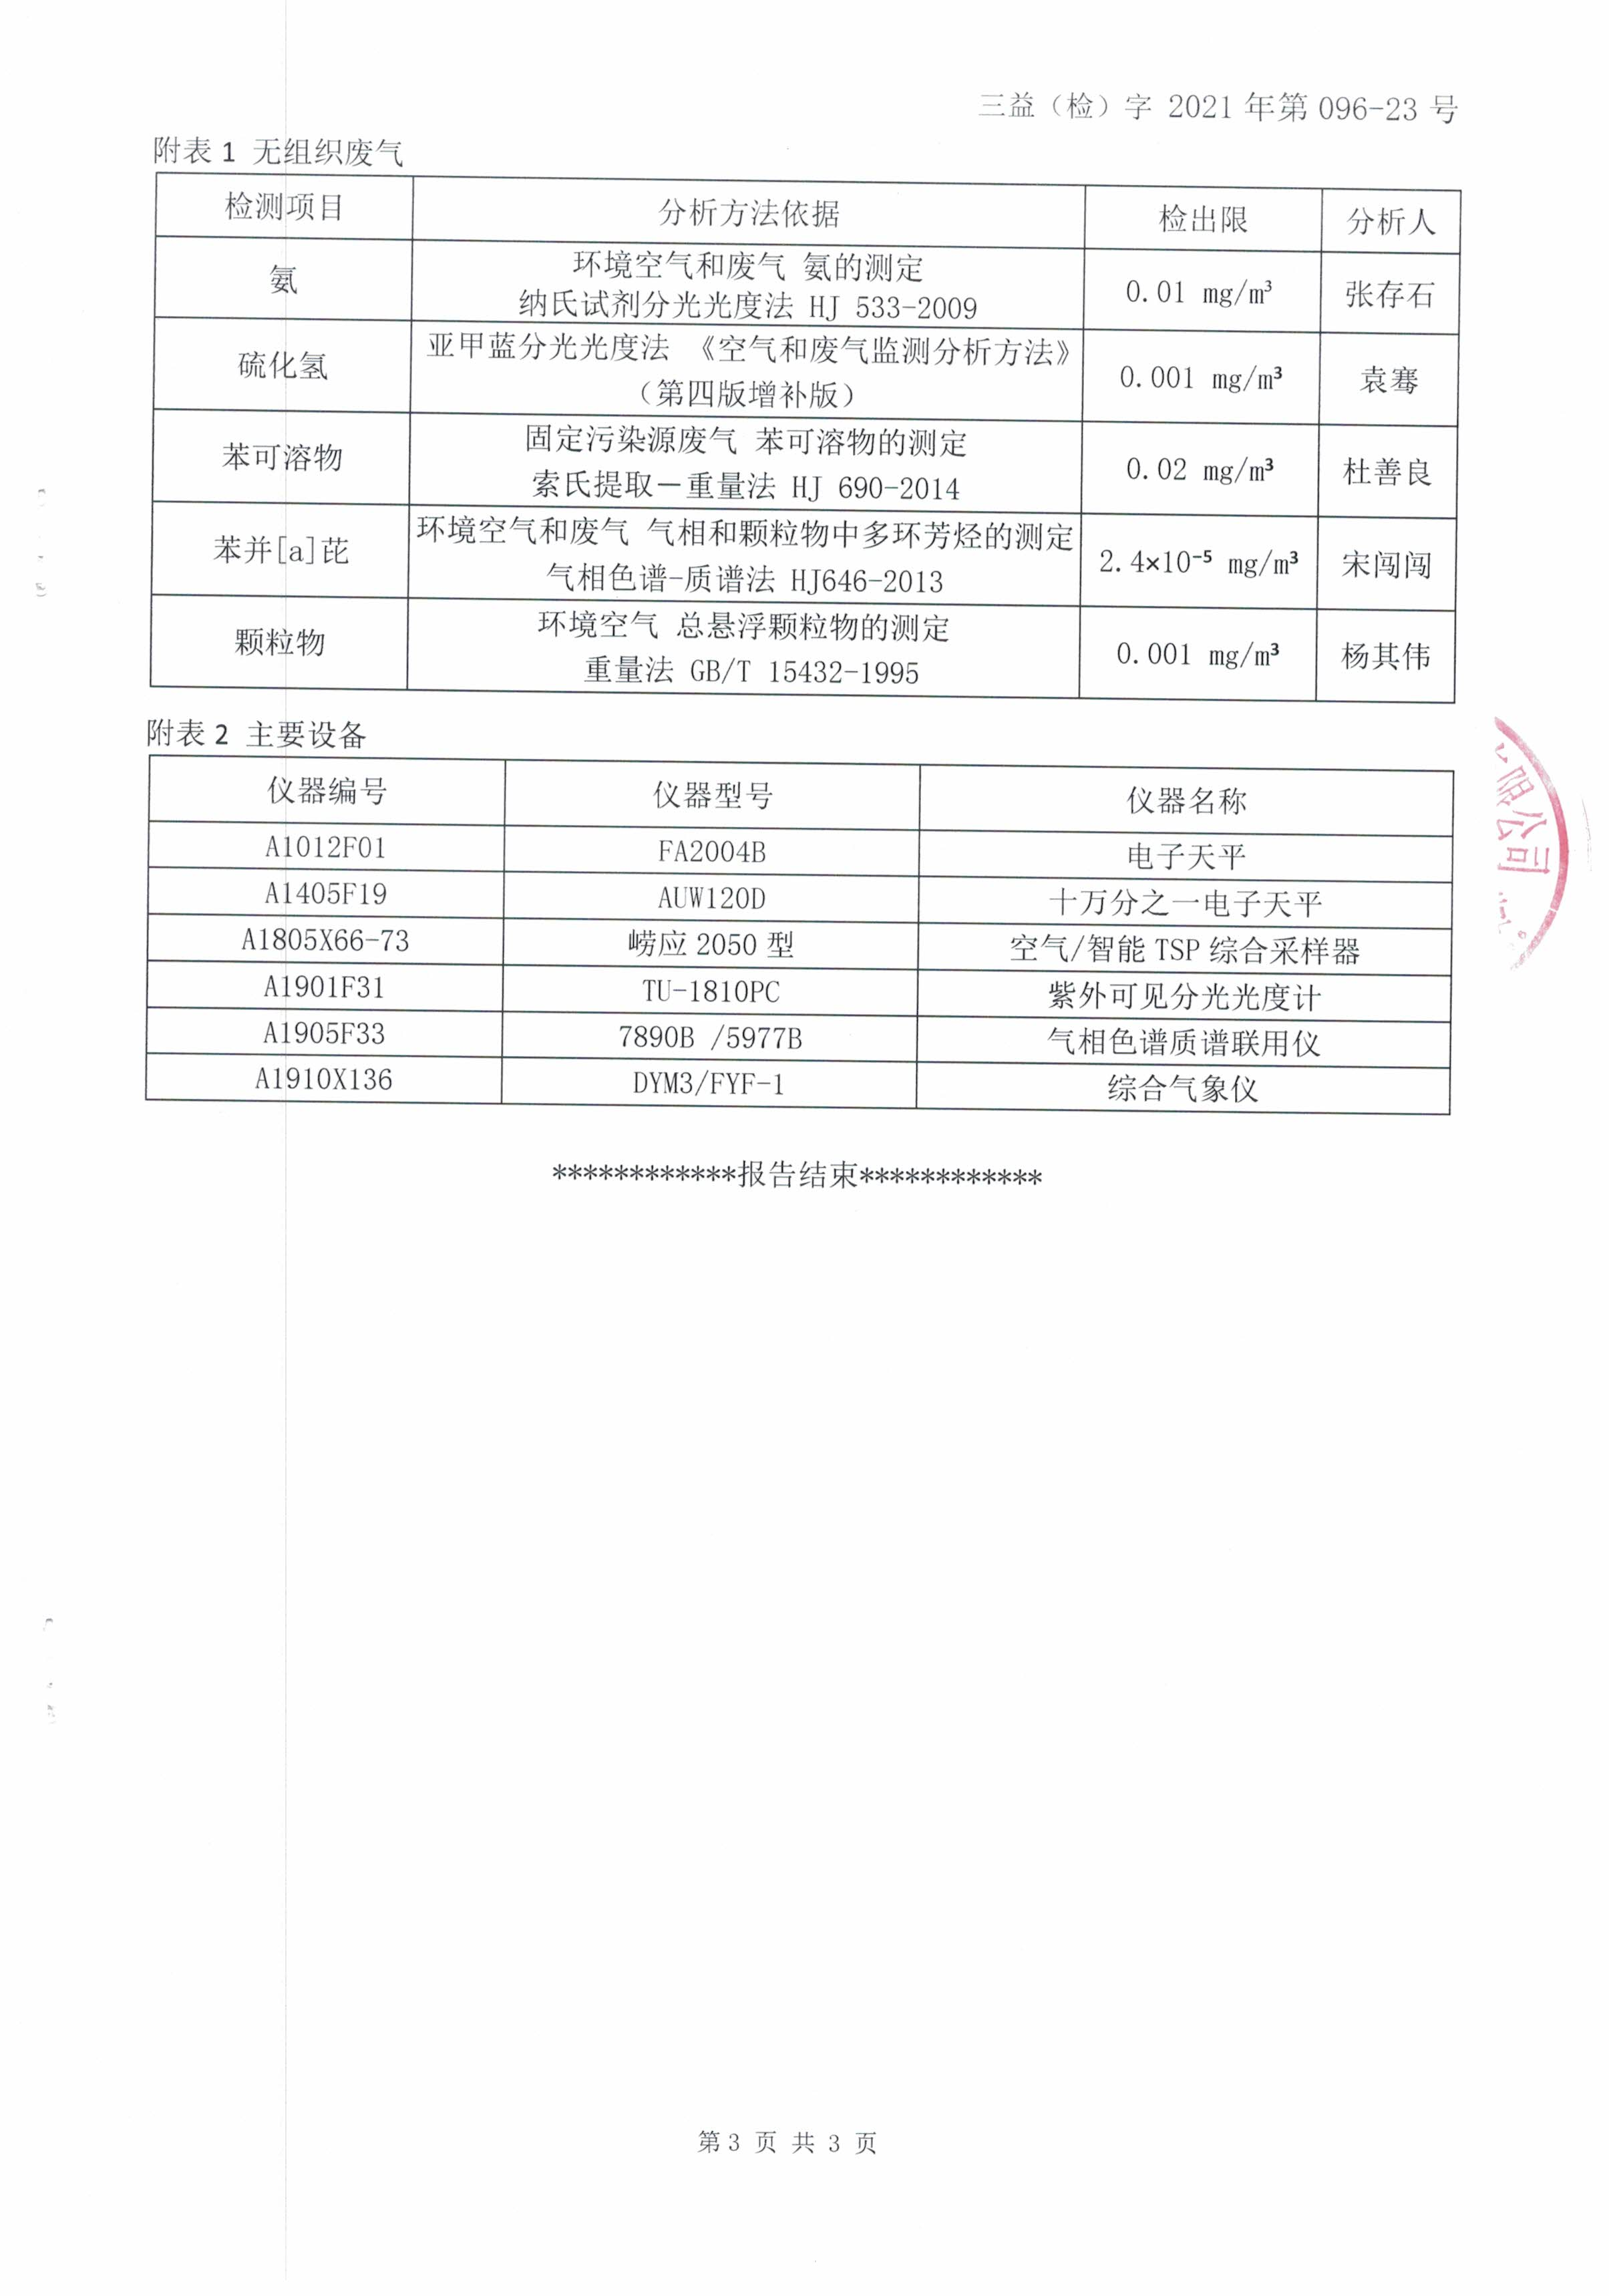 三益（检）字 2021 年第 096-23 号
附表 1 无组织废气
检测项目 分析方法依据 检出限 分析人
氨 环境空气和废气 氨的测定
纳氏试剂分光光度法 HJ 533-2009 0.01 mg/m³ 张存石
硫化氢 亚甲蓝分光光度法 《空气和废气监测分析方法》
（第四版增补版） 0.001 mg/m³ 袁骞
苯可溶物 固定污染源废气 苯可溶物的测定
索氏提取－重量法 HJ 690-2014 0.02 mg/m³ 杜善良
苯并[a]芘 环境空气和废气 气相和颗粒物中多环芳烃的测定
气相色谱-质谱法 HJ646-2013 2.4×10⁻⁵ mg/m³ 宋闯闯
颗粒物 环境空气 总悬浮颗粒物的测定
重量法 GB/T 15432-1995 0.001 mg/m³ 杨其伟
附表 2 主要设备
仪器编号 仪器型号 仪器名称
A1012F01 FA2004B 电子天平
A1405F19 AUW120D 十万分之一电子天平
A1805X66-73 崂应 2050 型 空气/智能 TSP 综合采样器
A1901F31 TU-1810PC 紫外可见分光光度计
A1905F33 7890B /5977B 气相色谱质谱联用仪
A1910X136 DYM3/FYF-1 综合气象仪
************报告结束************
限公司
第 3 页 共 3 页